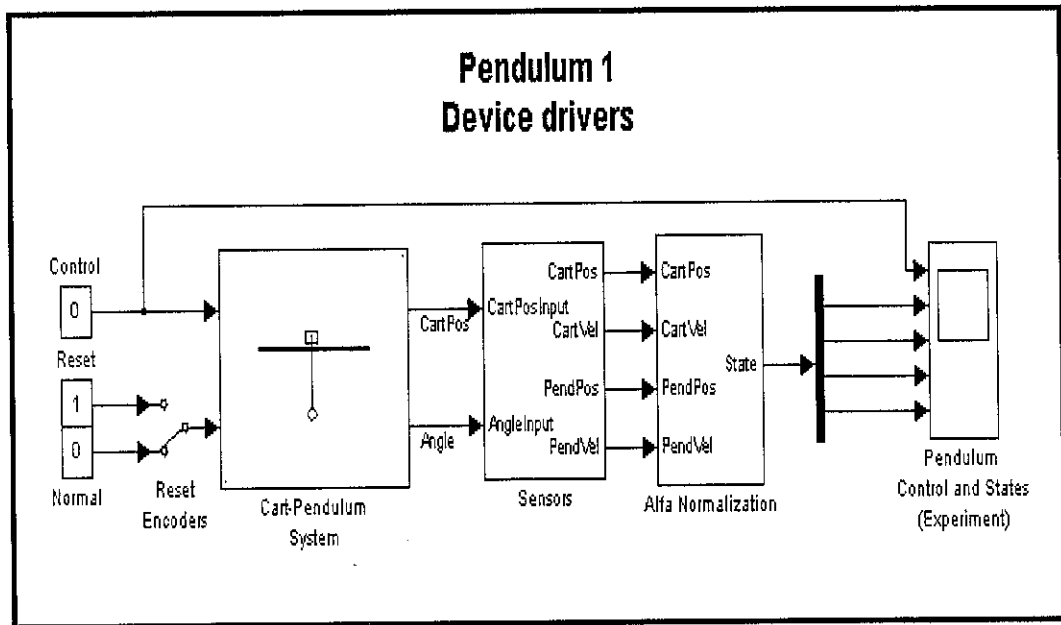 Pendulum 1
Device drivers
Control
0
Reset
1
0
Normal
Reset
Encoders
1
CartPos
Angle
Cart-Pendulum
System
CartPosInput
AngleInput
CartPos
CartVel
PendPos
PendVel
Sensors
CartPos
CartVel
PendPos
PendVel
State
Alfa Normalization
Pendulum
Control and States
(Experiment)